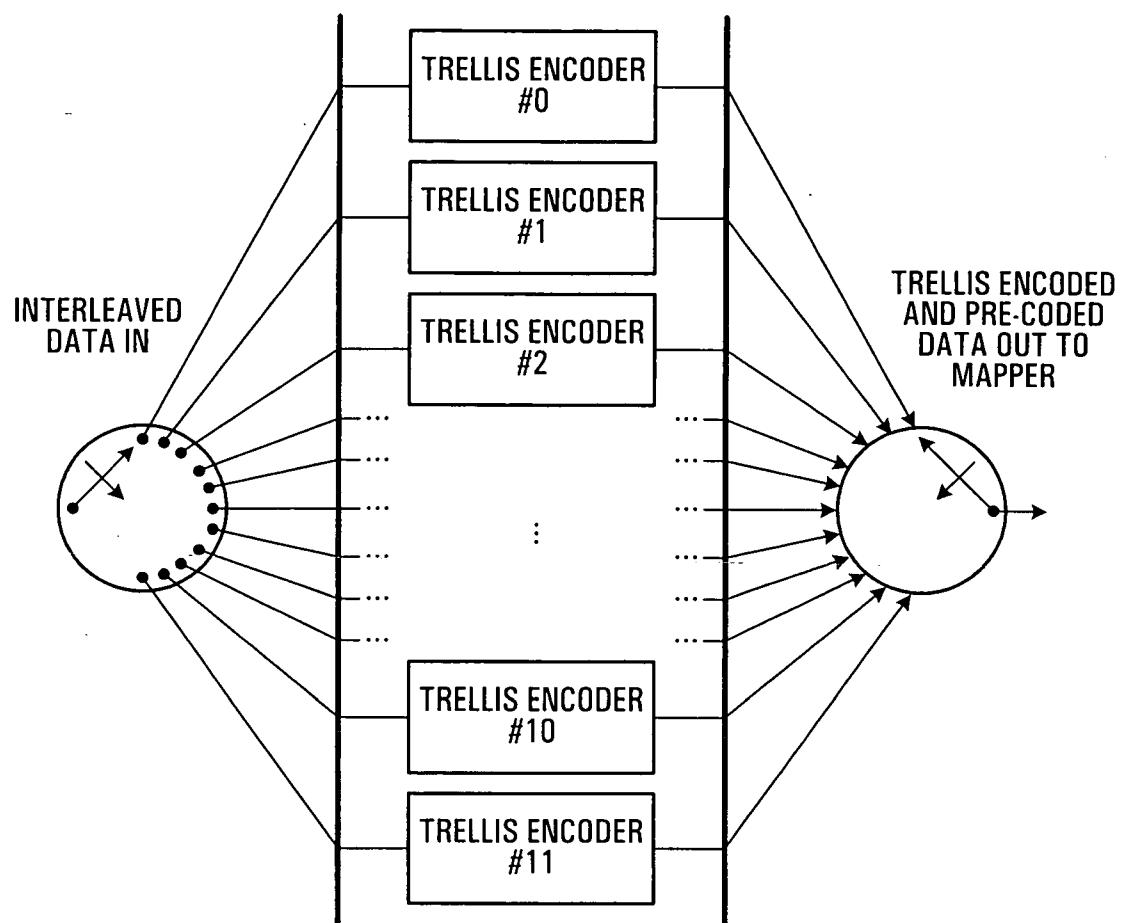 TRELLIS ENCODER
#0
TRELLIS ENCODER
#1
INTERLEAVED
DATA IN
TRELLIS ENCODED
AND PRE-CODED
DATA OUT TO
MAPPER
TRELLIS ENCODER
#2
TRELLIS ENCODER
#10
TRELLIS ENCODER
#11